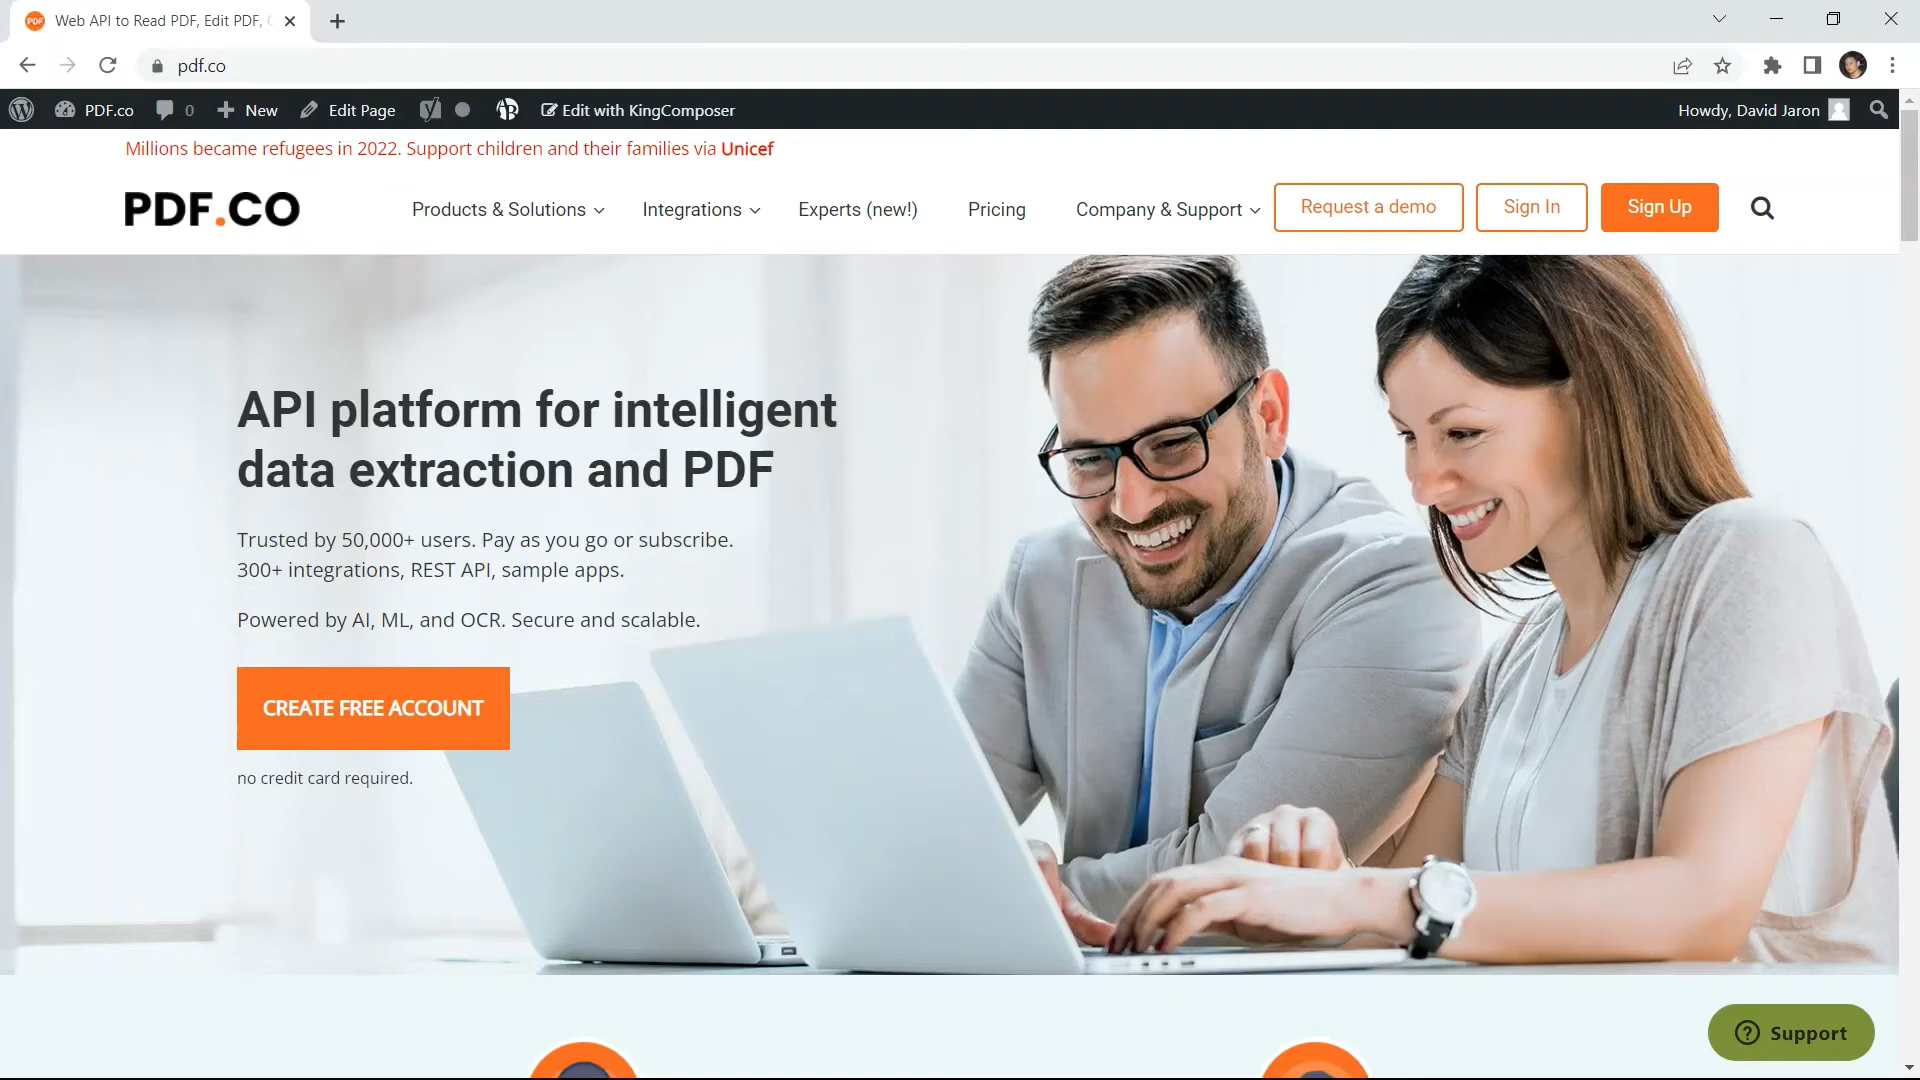 Web API to Read PDF, Edit PDF,
pdf.co
PDF.co 0 New Edit Page Edit with KingComposer Howdy, David Jaron
Millions became refugees in 2022. Support children and their families via Unicef
PDF.CO
Products & Solutions Integrations Experts (new!) Pricing Company & Support Request a demo Sign In Sign Up
API platform for intelligent
data extraction and PDF
Trusted by 50,000+ users. Pay as you go or subscribe.
300+ integrations, REST API, sample apps.
Powered by AI, ML, and OCR. Secure and scalable.
CREATE FREE ACCOUNT
no credit card required.
Support